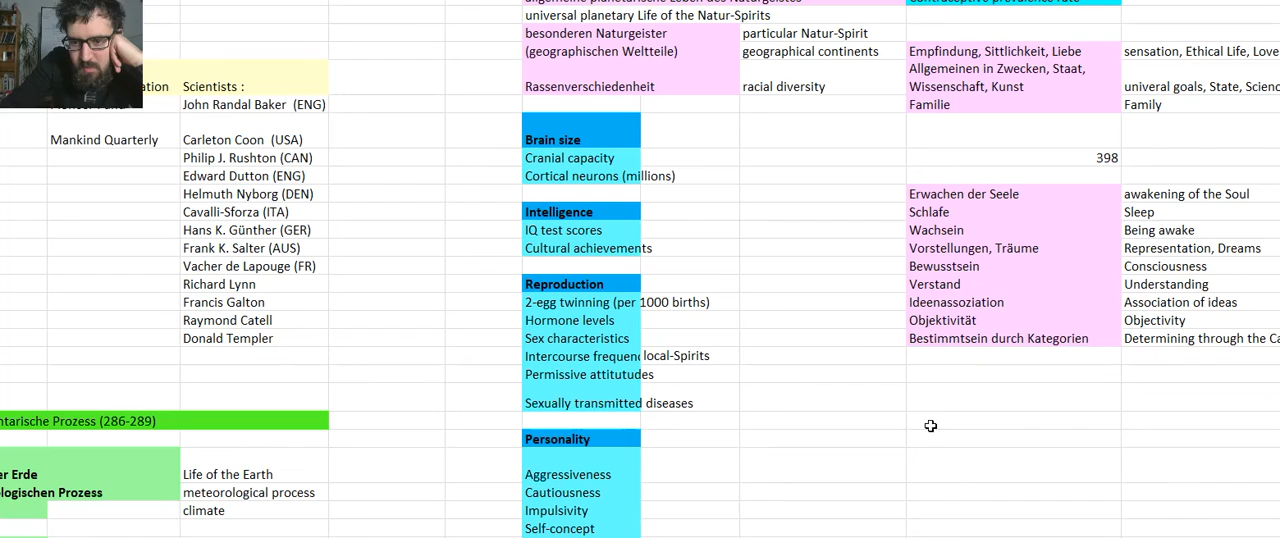 universal planetary Life of the Natur-Spirits
besonderen Naturgeister particular Natur-Spirit
(geographischen Weltteile) geographical continents Empfindung, Sittlichkeit, Liebe sensation, Ethical Life, Love
Allgemeinen in Zwecken, Staat,
ation Scientists : Rassenverschiedenheit racial diversity Wissenschaft, Kunst univeral goals, State, Scienc
John Randal Baker (ENG) Familie Family
Mankind Quarterly Carleton Coon (USA) Brain size
Philip J. Rushton (CAN) Cranial capacity 398
Edward Dutton (ENG) Cortical neurons (millions)
Helmuth Nyborg (DEN) Erwachen der Seele awakening of the Soul
Cavalli-Sforza (ITA) Intelligence Schlafe Sleep
Hans K. Günther (GER) IQ test scores Wachsein Being awake
Frank K. Salter (AUS) Cultural achievements Vorstellungen, Träume Representation, Dreams
Vacher de Lapouge (FR) Bewusstsein Consciousness
Richard Lynn Reproduction Verstand Understanding
Francis Galton 2-egg twinning (per 1000 births) Ideenassoziation Association of ideas
Raymond Catell Hormone levels Objektivität Objectivity
Donald Templer Sex characteristics Bestimmtsein durch Kategorien Determining through the Ca
Intercourse frequenc local-Spirits
Permissive attitutudes
Sexually transmitted diseases
ntarische Prozess (286-289)
Personality
er Erde Life of the Earth Aggressiveness
ologischen Prozess meteorological process Cautiousness
climate Impulsivity
Self-concept